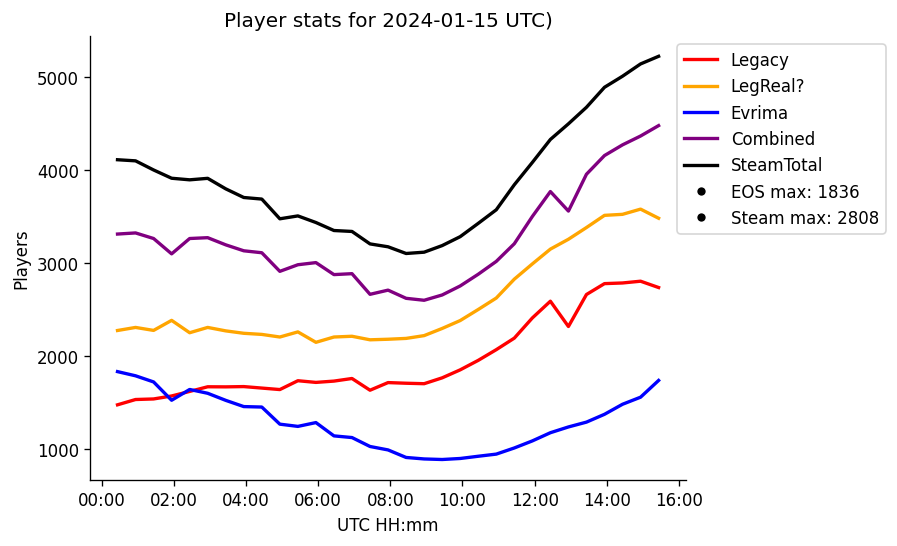 Player stats for 2024-01-15 UTC)
Players
5000
4000
3000
2000
1000
00:00 02:00 04:00 06:00 08:00 10:00 12:00 14:00 16:00
UTC HH:mm
Legacy
LegReal?
Evrima
Combined
SteamTotal
EOS max: 1836
Steam max: 2808